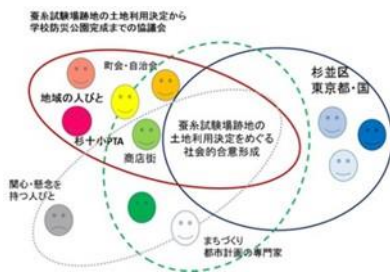 蚕糸試験場跡地の土地利用決定から
学校防災公園完成までの協議会
町会・自治会
地域の人びと
杉十小PTA
商店街
杉並区
東京都・国
蚕糸試験場跡地の
土地利用決定をめぐる
社会的合意形成
関心・懸念を
持つ人びと
まちづくり
都市計画の専門家